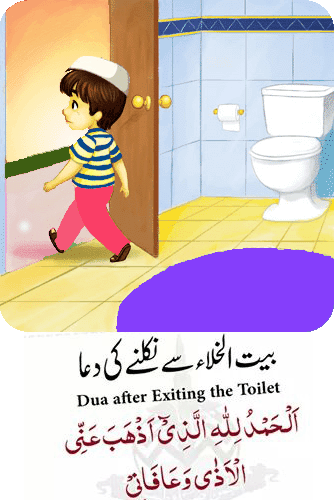 بیت الخلاء سے نکلنے کی دعا
Dua after Exiting the Toilet
اَلْحَمْدُ لِلّٰهِ الَّذِیْۤ اَذْهَبَ عَنِّی
الْاَذٰی وَعَافَانِیْ